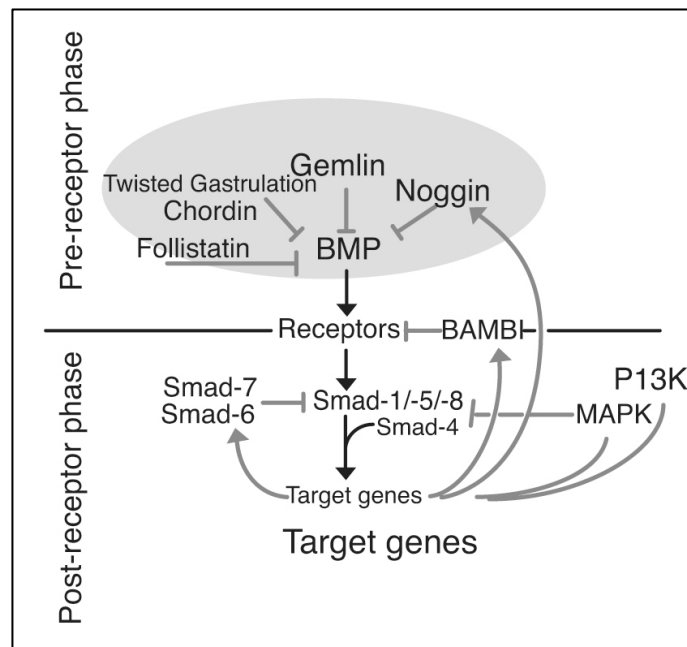 Pre-receptor phase
Gemlin
Twisted Gastrulation
Chordin
Noggin
Follistatin
BMP
Receptors
BAMBI
Post-receptor phase
P13K
Smad-7
Smad-6
Smad-1/-5/-8
Smad-4
MAPK
Target genes
Target genes